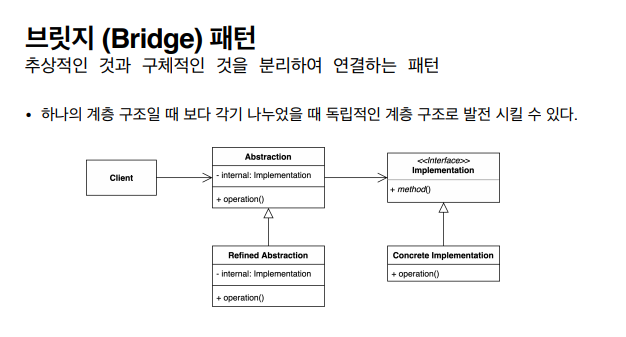 브릿지 (Bridge) 패턴
추상적인 것과 구체적인 것을 분리하여 연결하는 패턴
• 하나의 계층 구조일 때 보다 각기 나누었을 때 독립적인 계층 구조로 발전 시킬 수 있다.
Client
Abstraction
- internal: Implementation
+ operation()
<<Interface>>
Implementation
+ method()
Refined Abstraction
- internal: Implementation
+ operation()
Concrete Implementation
+ operation()